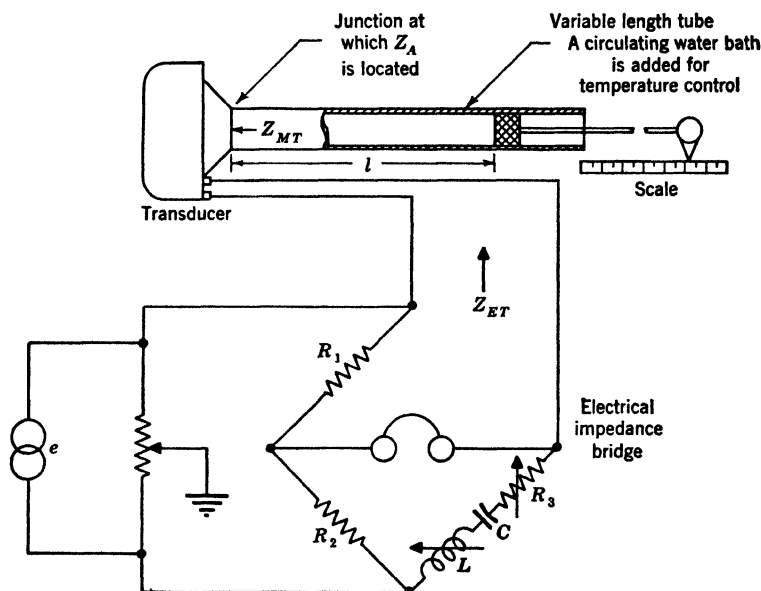 Junction at
which Z_A
is located
Variable length tube
A circulating water bath
is added for
temperature control
Z_MT
l
Scale
Transducer
Z_ET
R_1
e
Electrical
impedance
bridge
R_2
R_3
C
L